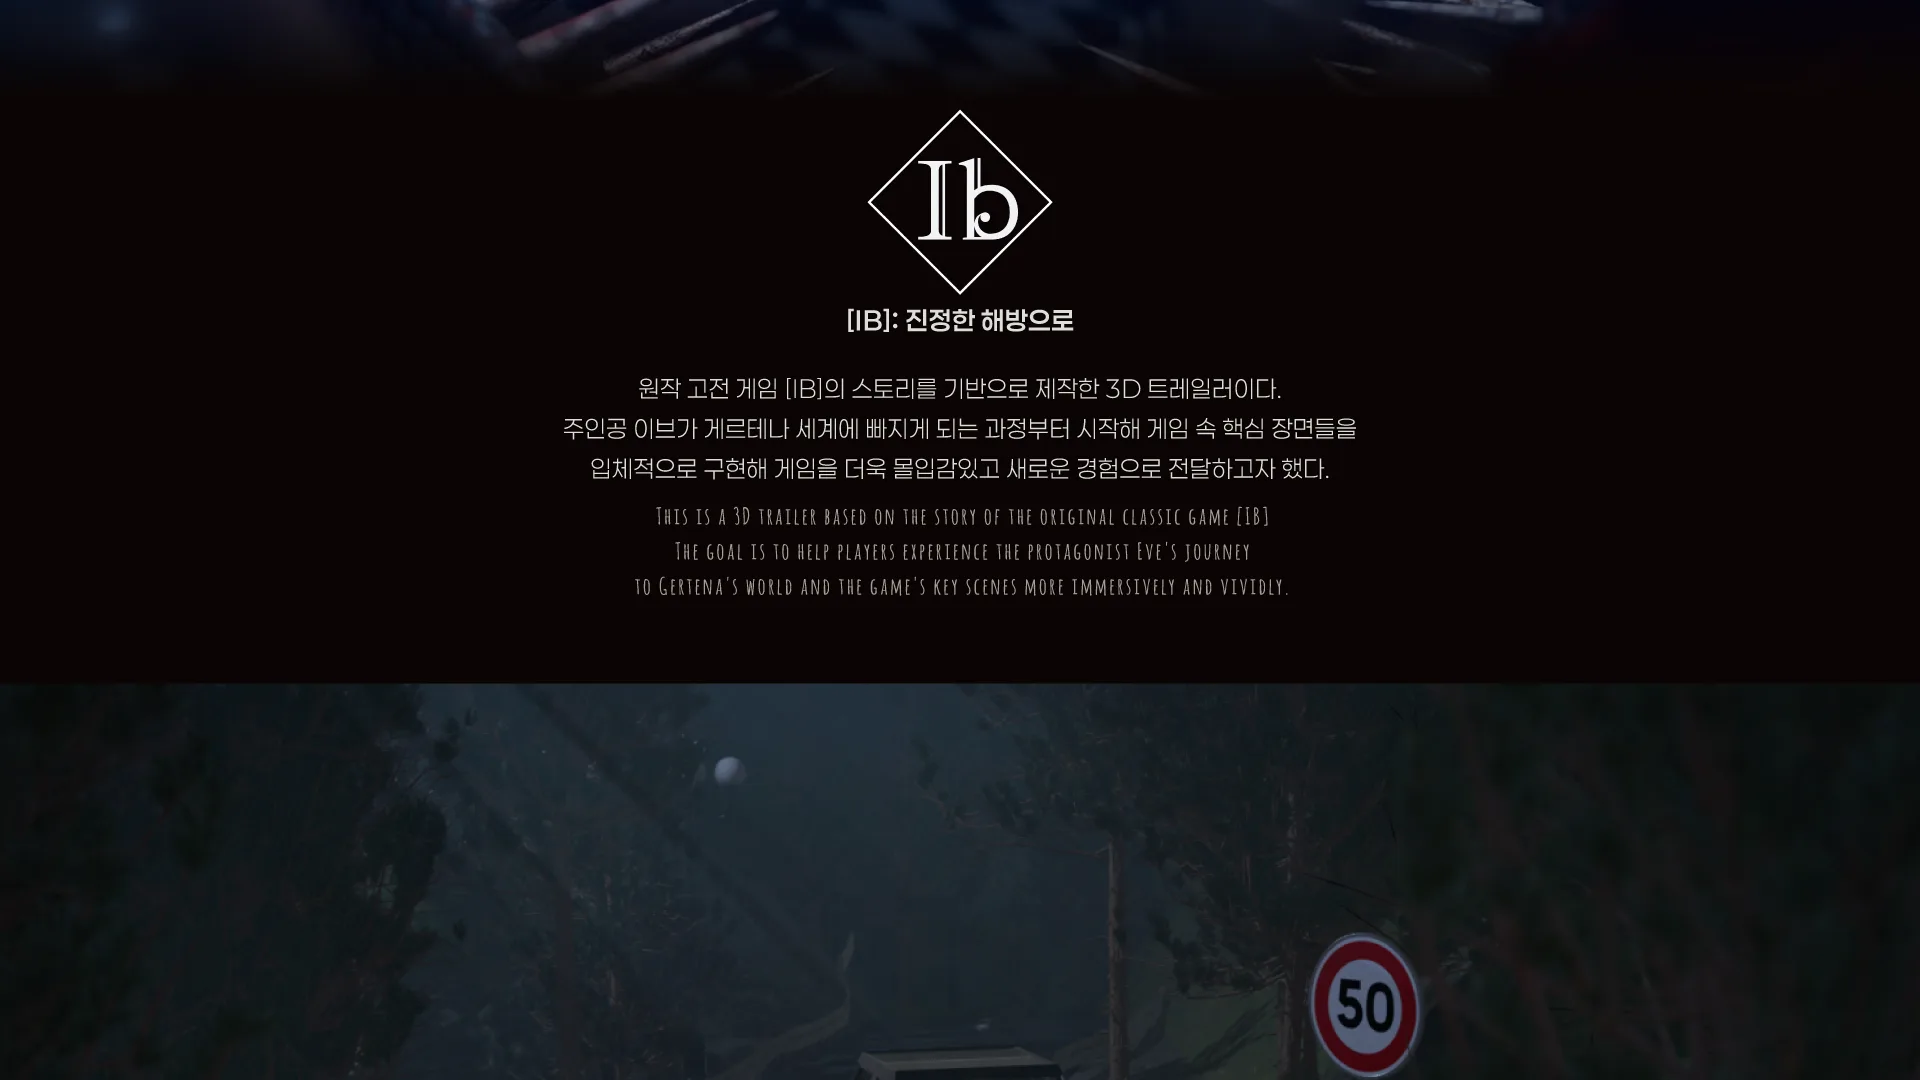 Ib
[IB]: 진정한 해방으로
원작 고전 게임 [IB]의 스토리를 기반으로 제작한 3D 트레일러이다.
주인공 이브가 게르테나 세계에 빠지게 되는 과정부터 시작해 게임 속 핵심 장면들을
입체적으로 구현해 게임을 더욱 몰입감있고 새로운 경험으로 전달하고자 했다.
This is a 3D trailer based on the story of the original classic game [IB]
The goal is to help players experience the protagonist Eve's journey
to Gertena's world and the game's key scenes more immersively and vividly.
50